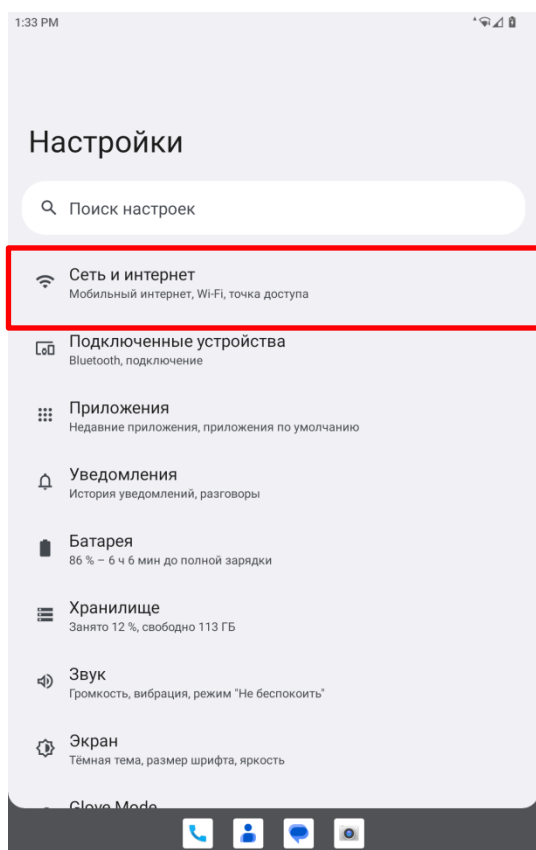 1:33 PM
Настройки
Поиск настроек
Сеть и интернет
Мобильный интернет, Wi-Fi, точка доступа
Подключенные устройства
Bluetooth, подключение
Приложения
Недавние приложения, приложения по умолчанию
Уведомления
История уведомлений, разговоры
Батарея
86 % – 6 ч 6 мин до полной зарядки
Хранилище
Занято 12 %, свободно 113 ГБ
Звук
Громкость, вибрация, режим "Не беспокоить"
Экран
Тёмная тема, размер шрифта, яркость
Glove Mode